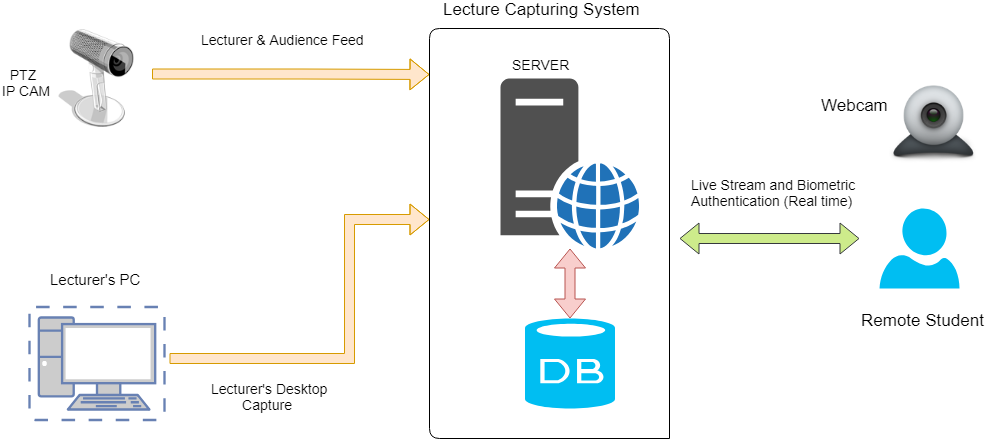 Lecture Capturing System
Lecturer & Audience Feed
PTZ
IP CAM
SERVER
Webcam
Live Stream and Biometric
Authentication (Real time)
Lecturer's PC
Remote Student
DB
Lecturer's Desktop
Capture